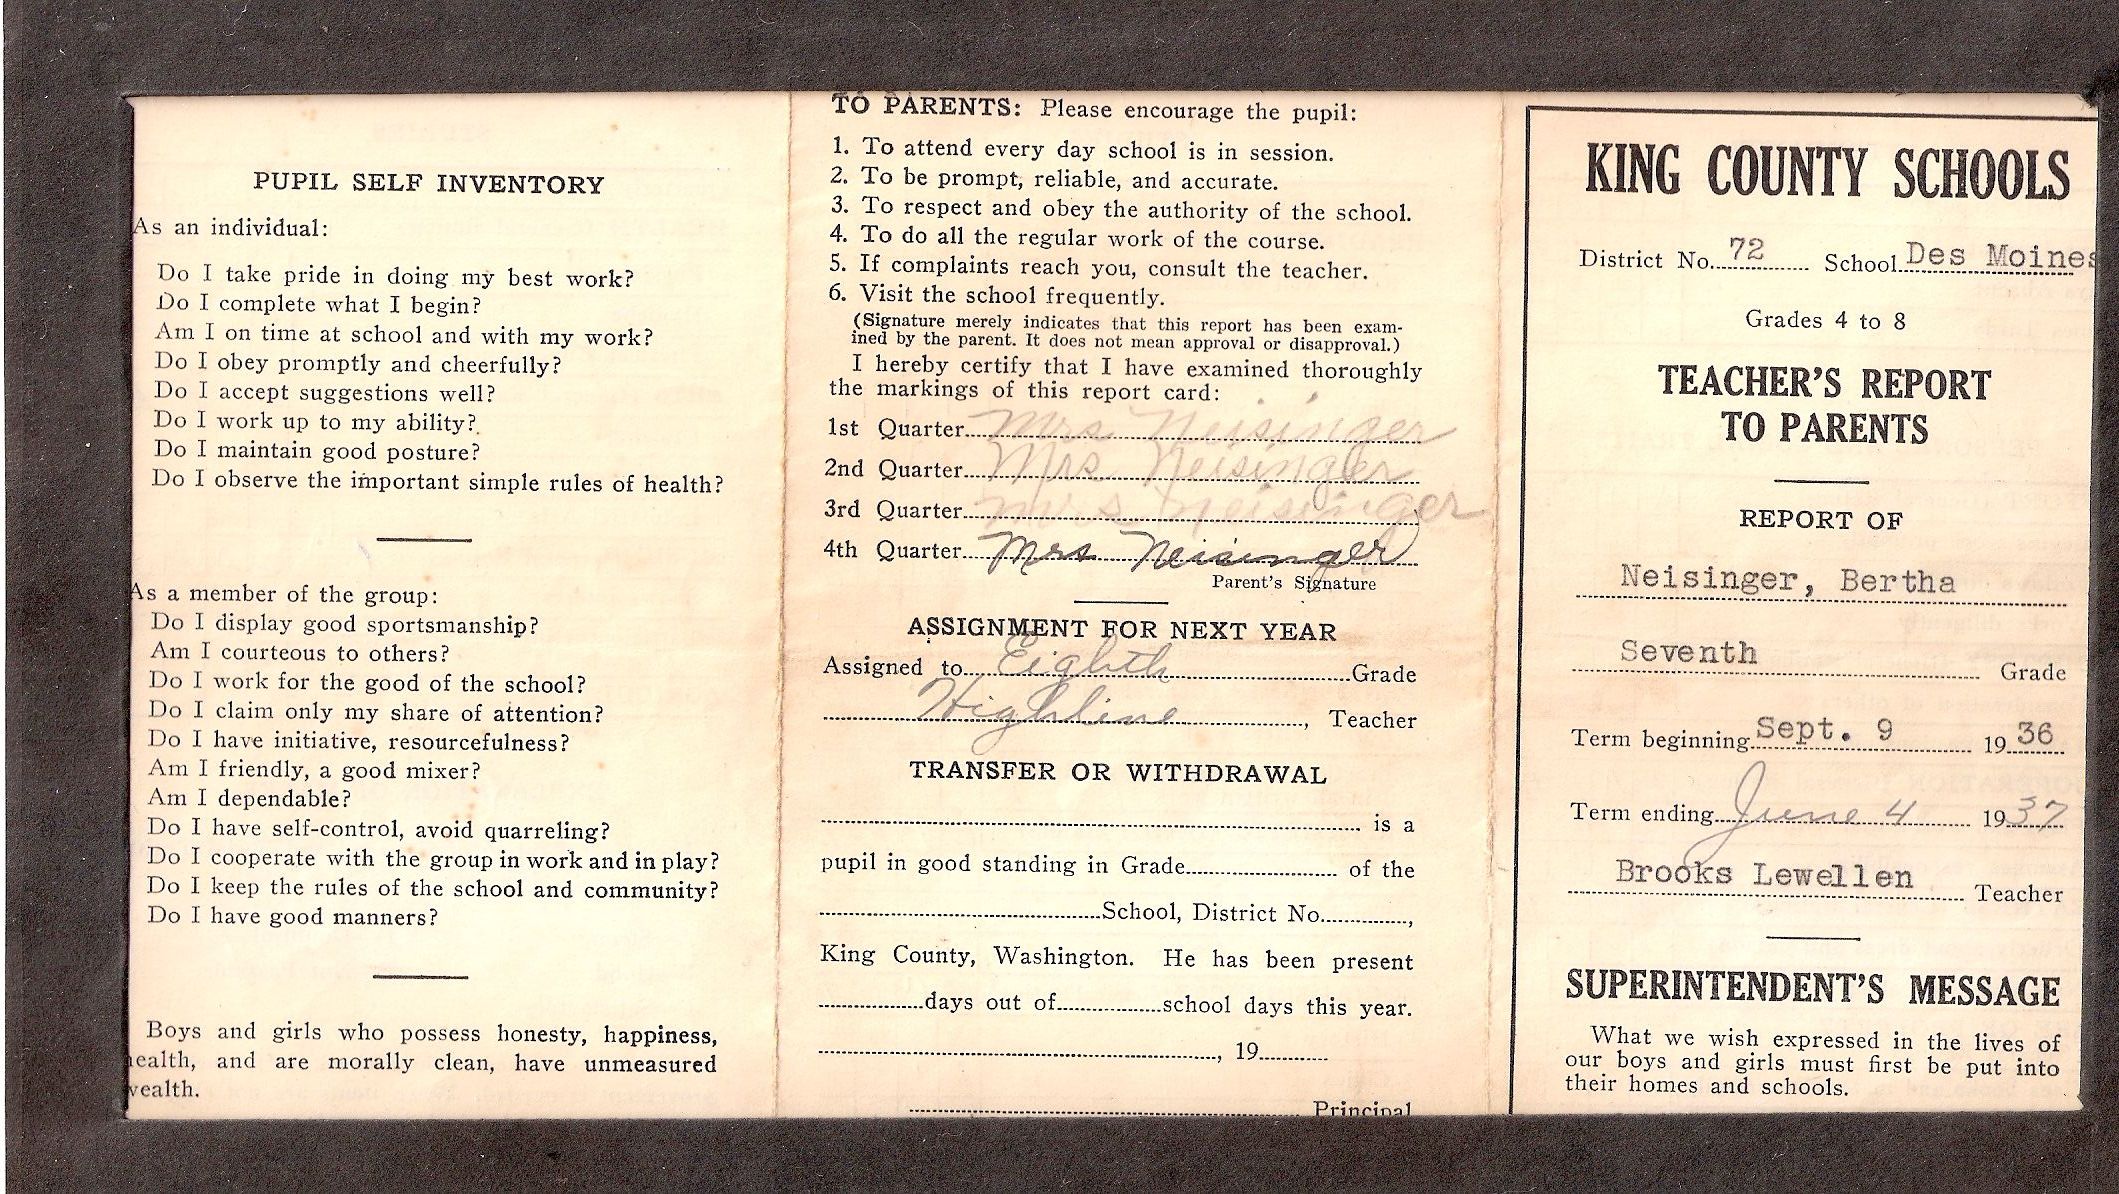 PUPIL SELF INVENTORY
As an individual:
Do I take pride in doing my best work?
Do I complete what I begin?
Am I on time at school and with my work?
Do I obey promptly and cheerfully?
Do I accept suggestions well?
Do I work up to my ability?
Do I maintain good posture?
Do I observe the important simple rules of health?
As a member of the group:
Do I display good sportsmanship?
Am I courteous to others?
Do I work for the good of the school?
Do I claim only my share of attention?
Do I have initiative, resourcefulness?
Am I friendly, a good mixer?
Am I dependable?
Do I have self-control, avoid quarreling?
Do I cooperate with the group in work and in play?
Do I keep the rules of the school and community?
Do I have good manners?
Boys and girls who possess honesty, happiness,
health, and are morally clean, have unmeasured
wealth.
TO PARENTS: Please encourage the pupil:
1. To attend every day school is in session.
2. To be prompt, reliable, and accurate.
3. To respect and obey the authority of the school.
4. To do all the regular work of the course.
5. If complaints reach you, consult the teacher.
6. Visit the school frequently.
(Signature merely indicates that this report has been exam-
ined by the parent. It does not mean approval or disapproval.)
I hereby certify that I have examined thoroughly
the markings of this report card:
1st Quarter Mrs Neisinger
2nd Quarter Mrs Neisinger
3rd Quarter Mrs Neisinger
4th Quarter Mrs Neisinger
Parent's Signature
ASSIGNMENT FOR NEXT YEAR
Assigned to Eighth Grade
Highline, Teacher
TRANSFER OR WITHDRAWAL
is a
pupil in good standing in Grade of the
School, District No. ,
King County, Washington. He has been present
days out of school days this year.
, 19
Principal
KING COUNTY SCHOOLS
District No. 72 School Des Moines
Grades 4 to 8
TEACHER'S REPORT
TO PARENTS
REPORT OF
Neisinger, Bertha
Seventh Grade
Term beginning Sept. 9 1936
Term ending June 4 1937
Brooks Lewellen Teacher
SUPERINTENDENT'S MESSAGE
What we wish expressed in the lives of
our boys and girls must first be put into
their homes and schools.